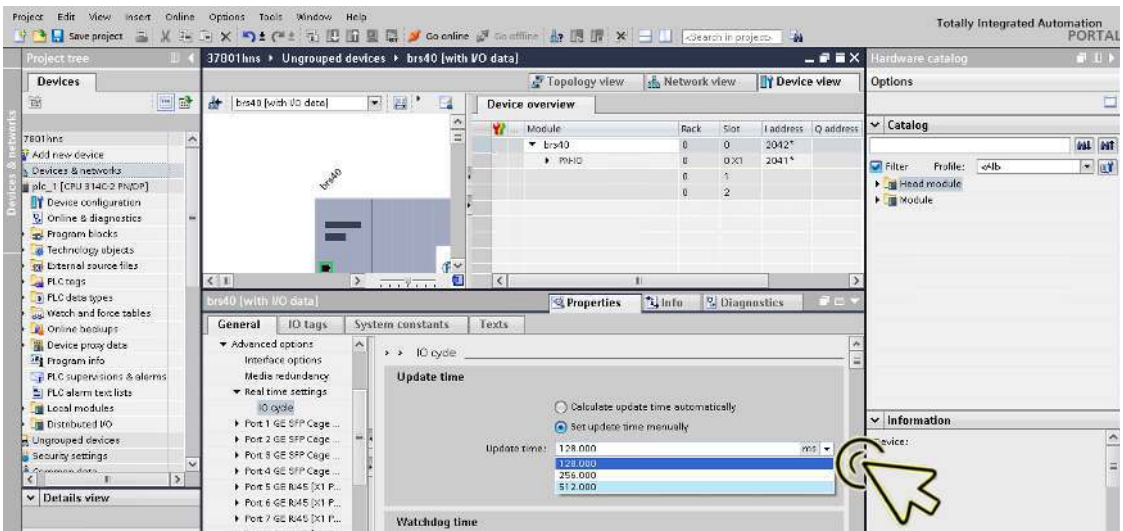 Project Edit View Insert Online Options Tools Window Help
Totally Integrated Automation
PORTAL
Save project Go online Go offline <Search in project>
Project tree
37801hns ▸ Ungrouped devices ▸ brs40 [with I/O data]
Hardware catalog
Devices
Topology view Network view Device view
Options
brs40 [with I/O data]
Device overview
Module Rack Slot I address Q address
brs40 0 0 2042*
PN-IO 0 0 X1 2041*
0 1
0 2
brs40
Catalog
Filter Profile: <All>
Head module
Module
Devices & networks
7801hns
Add new device
Devices & networks
plc_1 [CPU 314C-2 PN/DP]
Device configuration
Online & diagnostics
Program blocks
Technology objects
External source files
PLC tags
PLC data types
Watch and force tables
Online backups
Device proxy data
Program info
PLC supervisions & alarms
PLC alarm text lists
Local modules
Distributed I/O
Ungrouped devices
Security settings
Common data
Details view
brs40 [with I/O data]
Properties Info Diagnostics
General IO tags System constants Texts
Advanced options
Interface options
Media redundancy
Real time settings
IO cycle
Port 1 GE SFP Cage ...
Port 2 GE SFP Cage ...
Port 3 GE SFP Cage ...
Port 4 GE SFP Cage ...
Port 5 GE RJ45 [X1 P...
Port 6 GE RJ45 [X1 P...
Port 7 GE RJ45 [X1 P...
> > IO cycle
Update time
Calculate update time automatically
Set update time manually
Update time: 128.000 ms
128.000
256.000
512.000
Watchdog time
Information
Device: